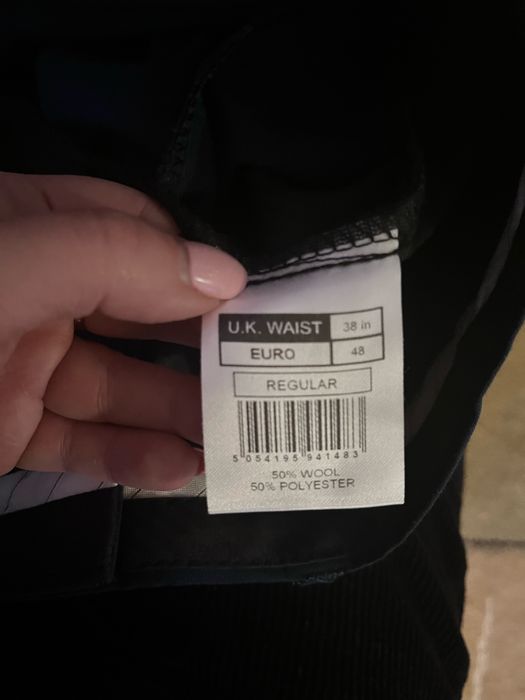 U.K. WAIST 38 in
EURO 48
REGULAR
5 054195 941483
50% WOOL
50% POLYESTER